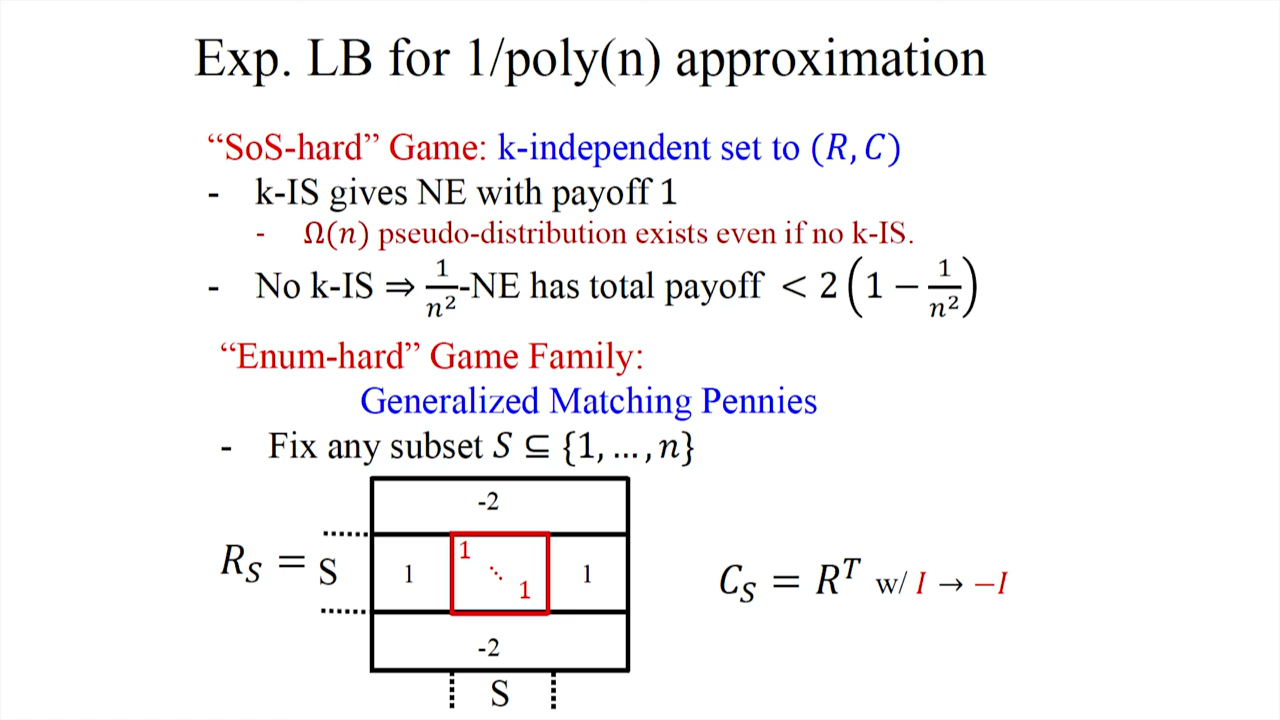 Exp. LB for 1/poly(n) approximation
“SoS-hard” Game: k-independent set to (R, C)
- k-IS gives NE with payoff 1
- Ω(n) pseudo-distribution exists even if no k-IS.
- No k-IS ⇒ 1/n²-NE has total payoff < 2(1 − 1/n²)
“Enum-hard” Game Family:
Generalized Matching Pennies
- Fix any subset S ⊆ {1, … , n}
-2
R_S = S 1 1 ⋱ 1 1
C_S = R^T w/ I → −I
-2
S